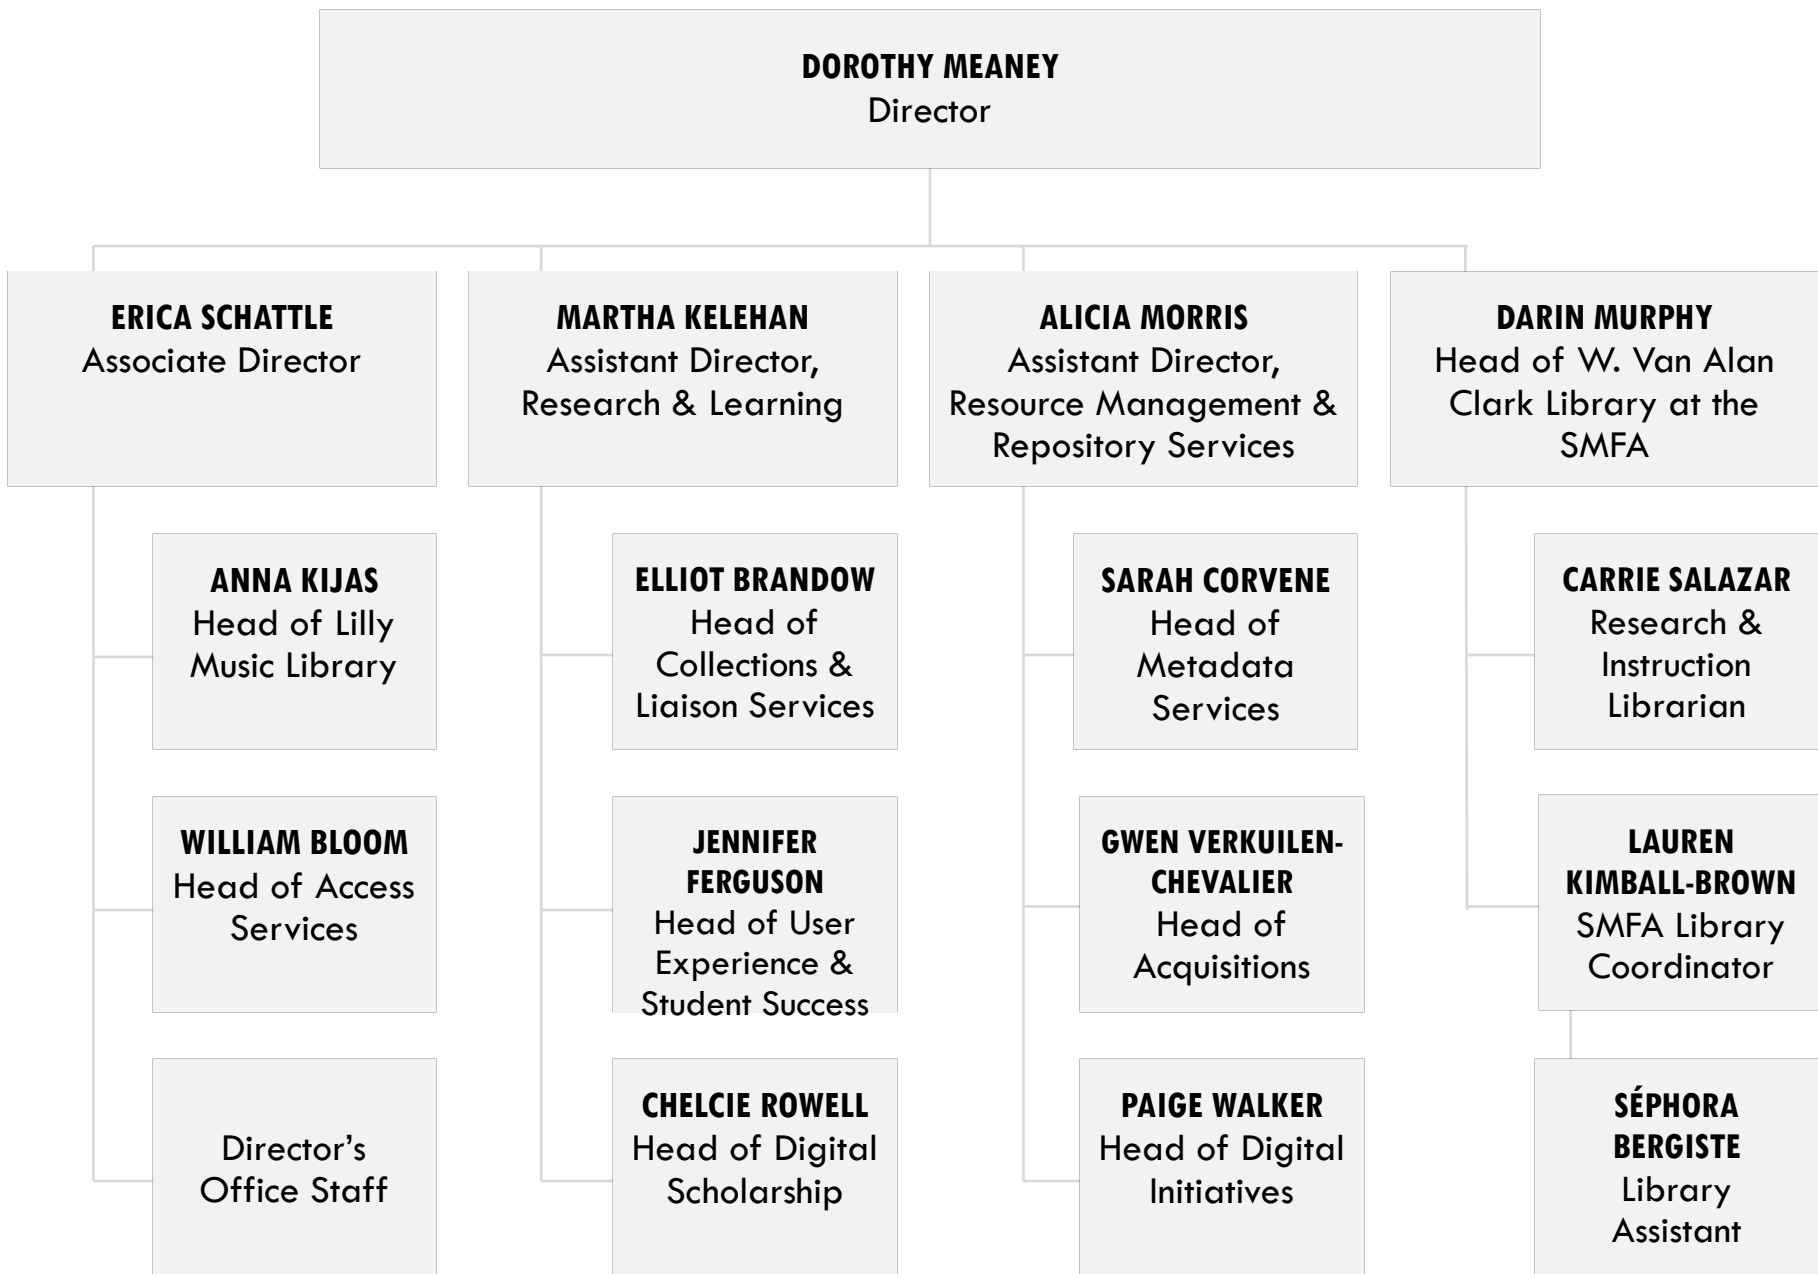 DOROTHY MEANEY
Director
ERICA SCHATTLE
Associate Director
MARTHA KELEHAN
Assistant Director,
Research & Learning
ALICIA MORRIS
Assistant Director,
Resource Management &
Repository Services
DARIN MURPHY
Head of W. Van Alan
Clark Library at the
SMFA
ANNA KIJAS
Head of Lilly
Music Library
ELLIOT BRANDOW
Head of
Collections &
Liaison Services
SARAH CORVENE
Head of
Metadata
Services
CARRIE SALAZAR
Research &
Instruction
Librarian
WILLIAM BLOOM
Head of Access
Services
JENNIFER
FERGUSON
Head of User
Experience &
Student Success
GWEN VERKUILEN-
CHEVALIER
Head of
Acquisitions
LAUREN
KIMBALL-BROWN
SMFA Library
Coordinator
Director’s
Office Staff
CHELCIE ROWELL
Head of Digital
Scholarship
PAIGE WALKER
Head of Digital
Initiatives
SÉPHORA
BERGISTE
Library
Assistant